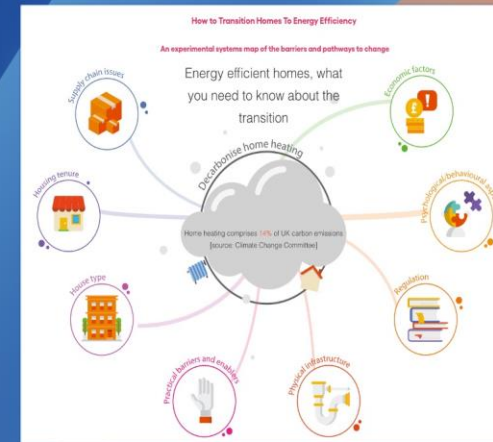 How to Transition Homes To Energy Efficiency
An experimental systems map of the barriers and pathways to change
Energy efficient homes, what
you need to know about the
transition
Supply chain issues
Economic factors
Decarbonise home heating
Housing tenure
Psychological/behavioural
Home heating comprises 14% of UK carbon emissions
[source: Climate Change Committee]
House type
Regulation
Practical barriers and enablers
Physical infrastructure